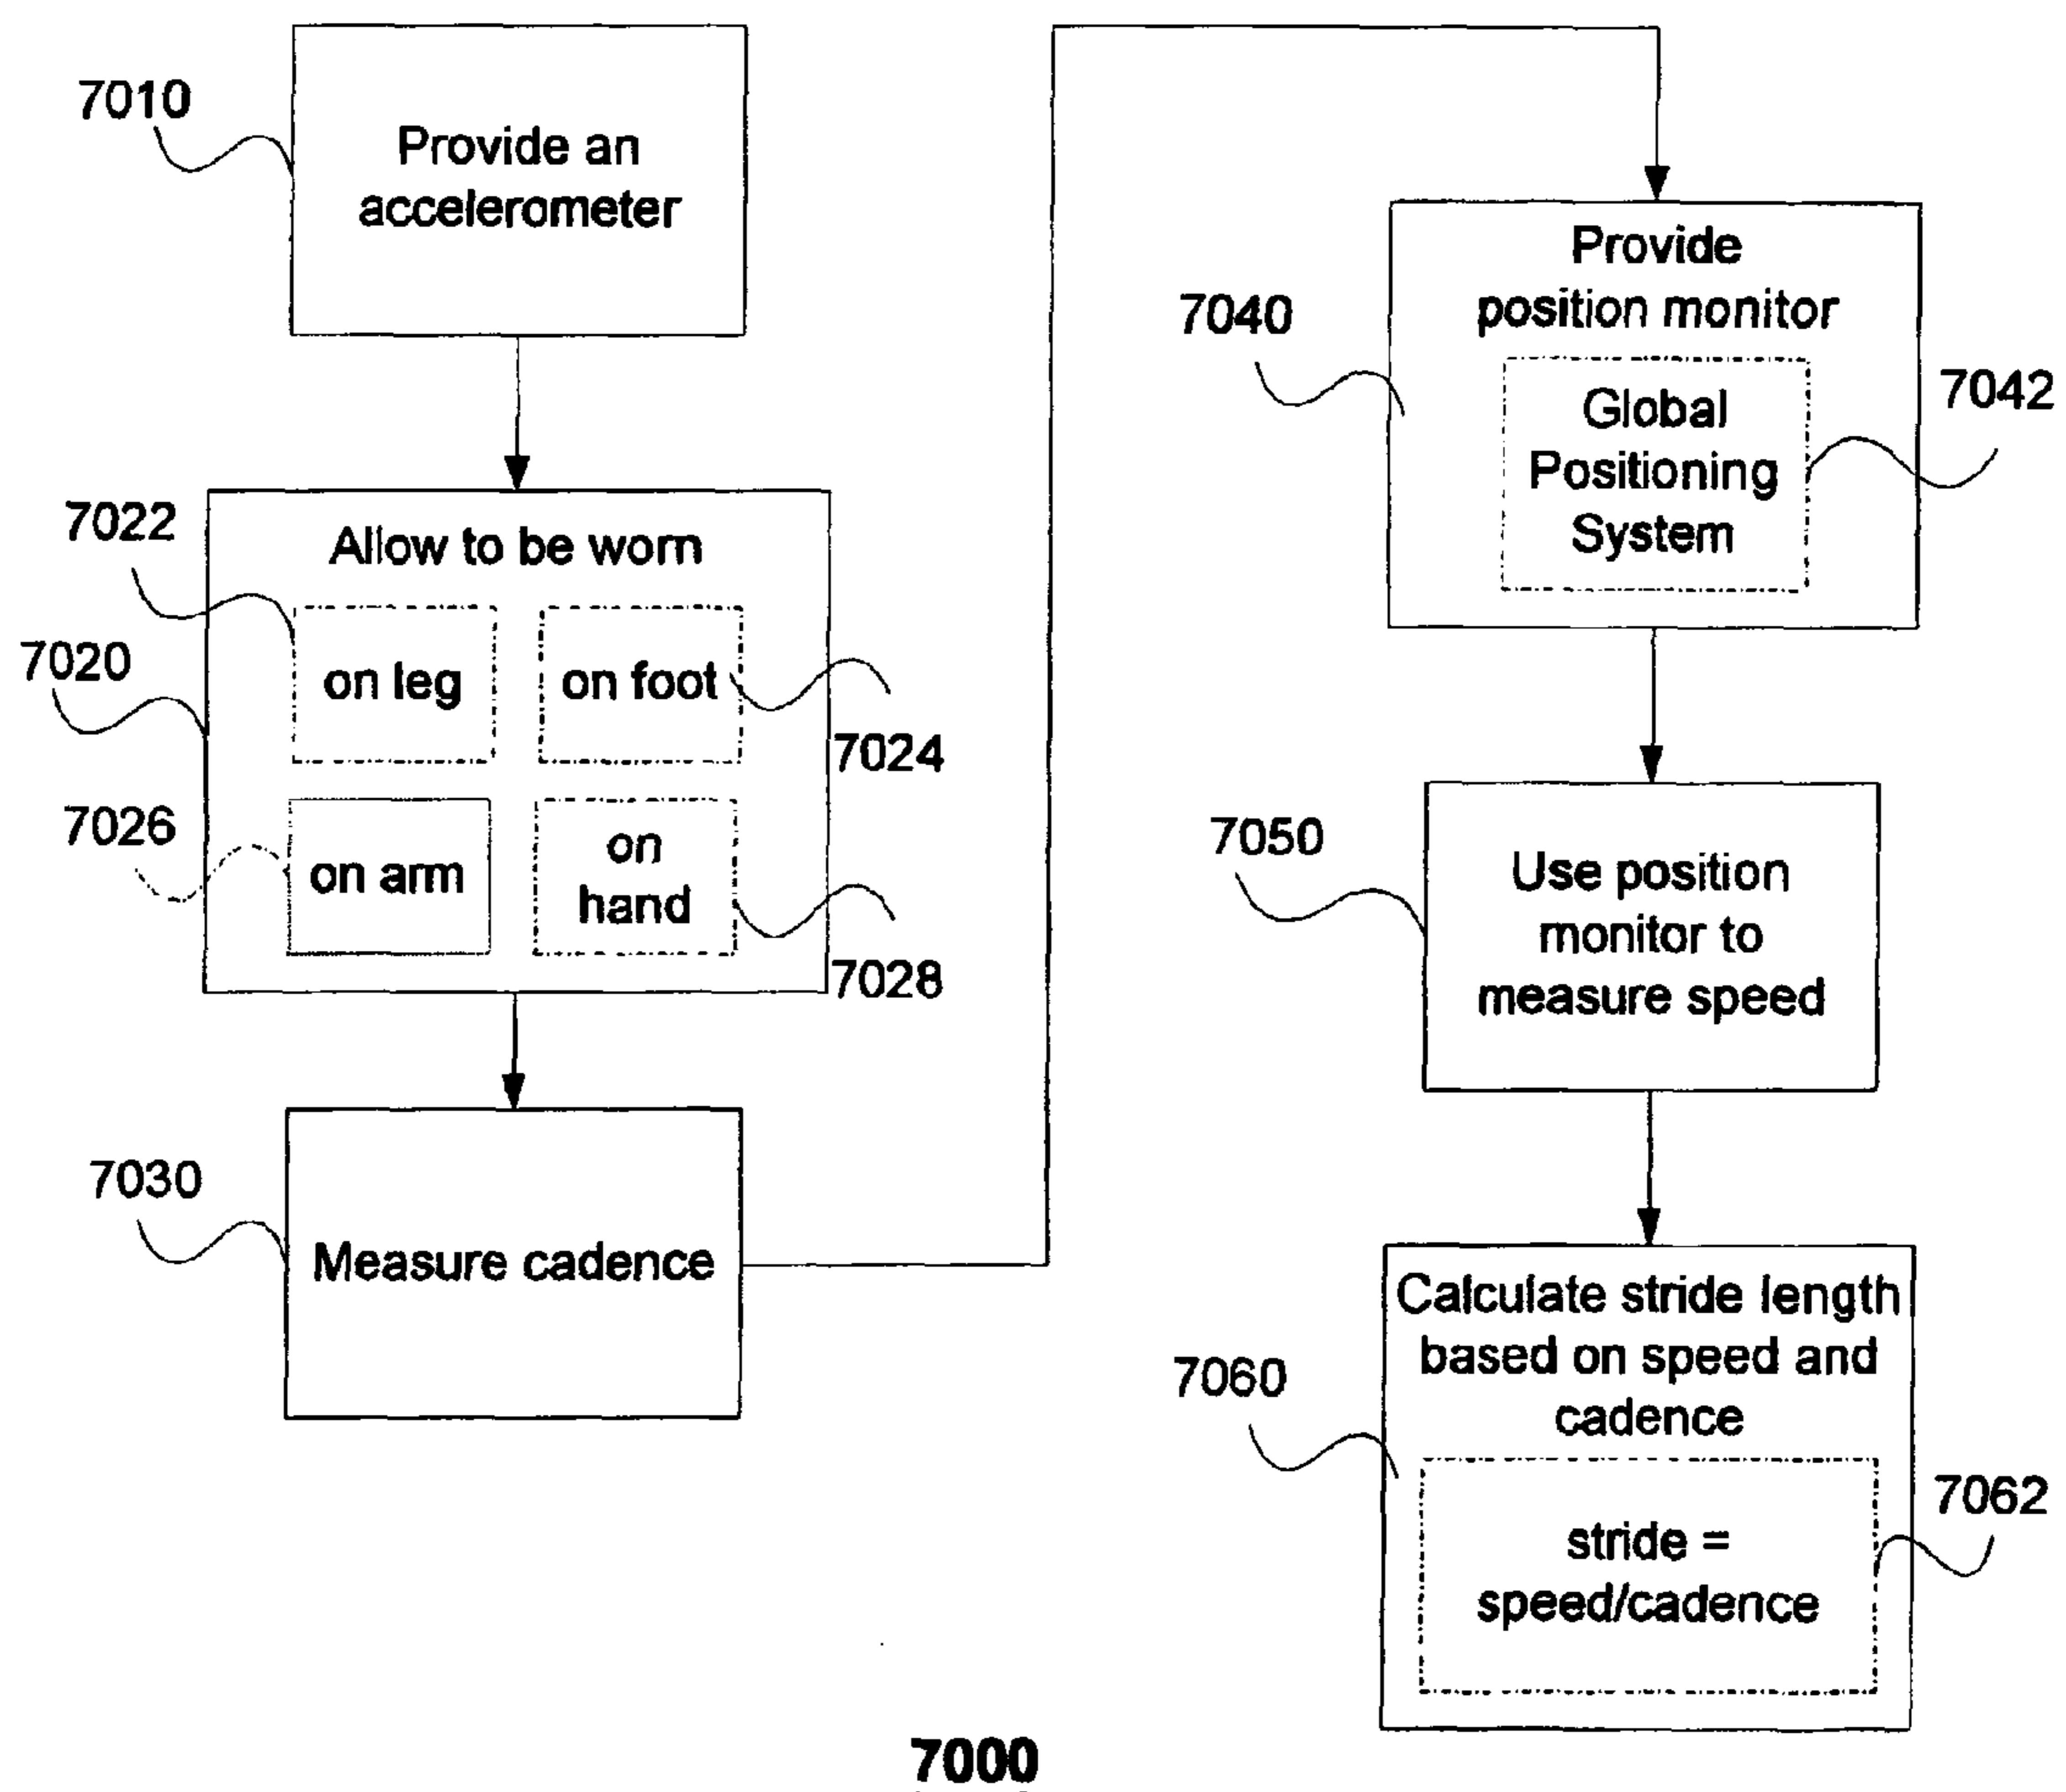 7010
Provide an
accelerometer
7022
Allow to be worn
7020
on leg
on foot
7024
7026
on arm
on
hand
7028
7030
Measure cadence
Provide
position monitor
7040
7042
Global
Positioning
System
7050
Use position
monitor to
measure speed
Calculate stride length
based on speed and
cadence
7060
7062
stride =
speed/cadence
7000